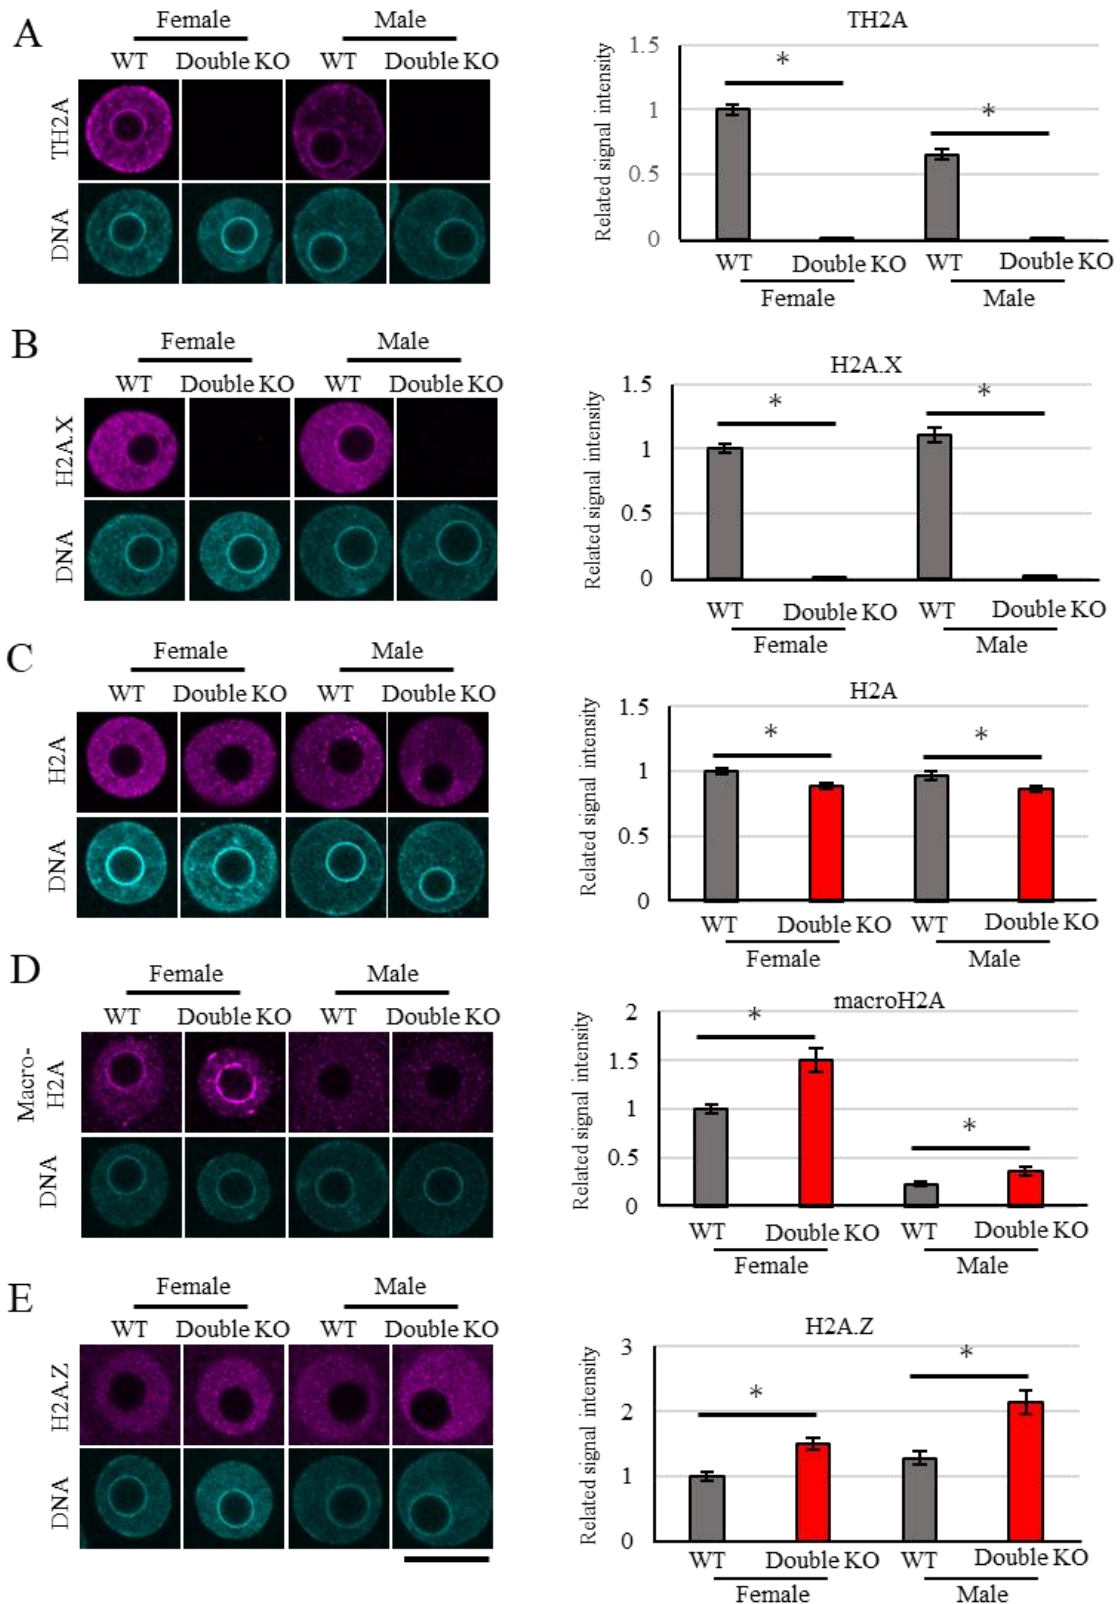 A
Female Male
WT Double KO WT Double KO
TH2A
DNA
TH2A
Related signal intensity
1.5
1
0.5
0
* *
WT Double KO WT Double KO
Female Male
B
Female Male
WT Double KO WT Double KO
H2A.X
DNA
H2A.X
Related signal intensity
1.5
1
0.5
0
* *
WT Double KO WT Double KO
Female Male
C
Female Male
WT Double KO WT Double KO
H2A
DNA
H2A
Related signal intensity
1.5
1
0.5
0
* *
WT Double KO WT Double KO
Female Male
D
Female Male
WT Double KO WT Double KO
Macro-
H2A
DNA
macroH2A
Related signal intensity
2
1.5
1
0.5
0
* *
WT Double KO WT Double KO
Female Male
E
Female Male
WT Double KO WT Double KO
H2A.Z
DNA
H2A.Z
Related signal intensity
3
2
1
0
* *
WT Double KO WT Double KO
Female Male